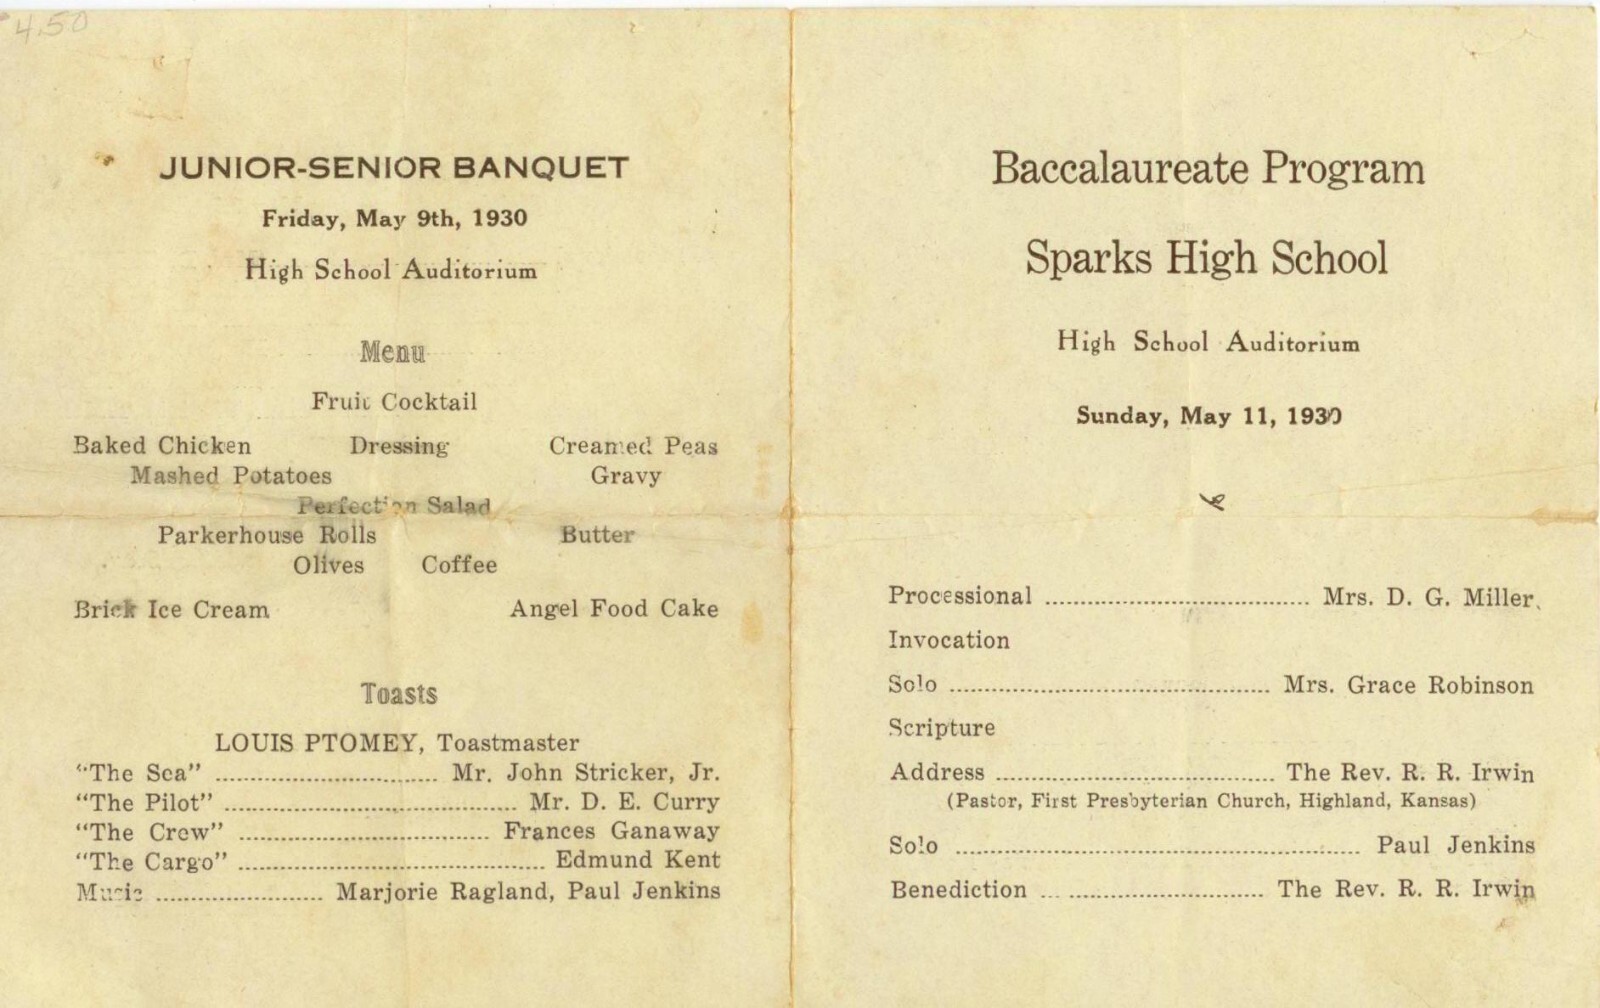 4.50
JUNIOR-SENIOR BANQUET
Friday, May 9th, 1930
High School Auditorium
Menu
Fruit Cocktail
Baked Chicken Dressing Creamed Peas
Mashed Potatoes Gravy
Perfection Salad
Parkerhouse Rolls Butter
Olives Coffee
Brick Ice Cream Angel Food Cake
Toasts
LOUIS PTOMEY, Toastmaster
"The Sea" ................................ Mr. John Stricker, Jr.
"The Pilot" .......................................... Mr. D. E. Curry
"The Crew" .................................... Frances Ganaway
"The Cargo" ............................................ Edmund Kent
Music ........................ Marjorie Ragland, Paul Jenkins
Baccalaureate Program
Sparks High School
High School Auditorium
Sunday, May 11, 1930
Processional ...................................... Mrs. D. G. Miller
Invocation
Solo .............................................. Mrs. Grace Robinson
Scripture
Address ........................................ The Rev. R. R. Irwin
(Pastor, First Presbyterian Church, Highland, Kansas)
Solo .......................................................... Paul Jenkins
Benediction ................................ The Rev. R. R. Irwin